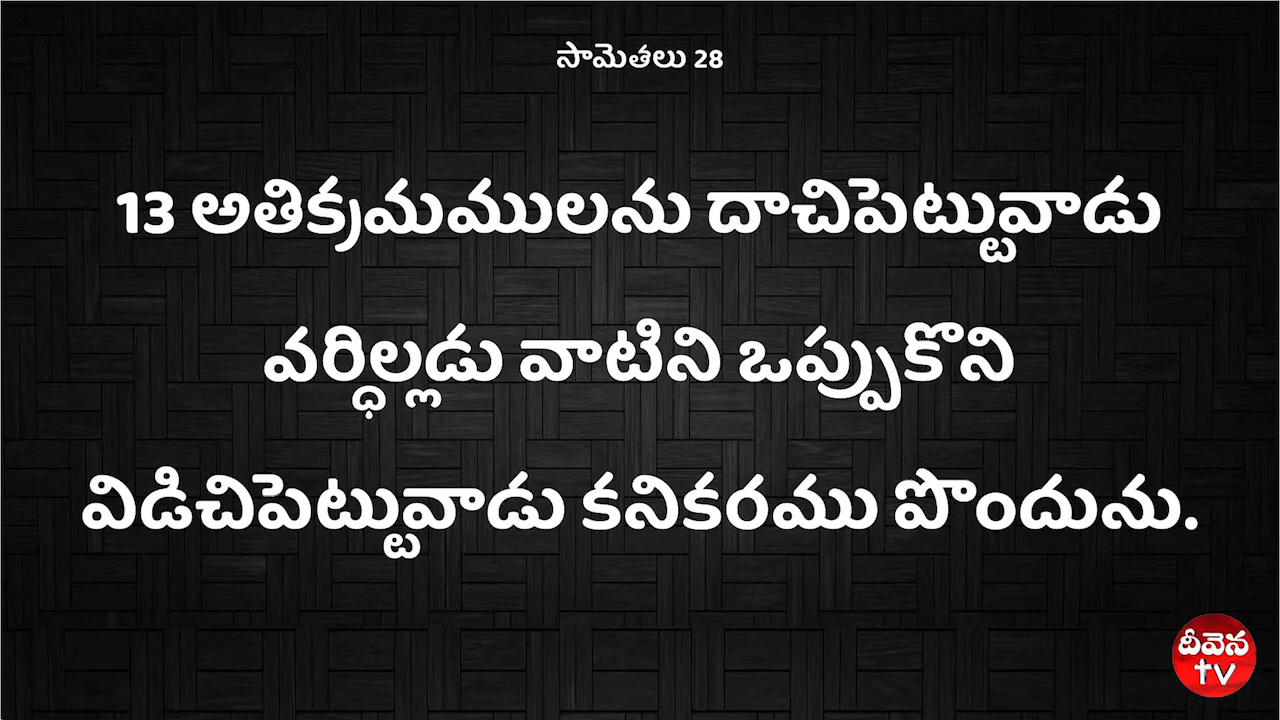 సామెతలు 28
13 అతిక్రమములను దాచిపెట్టువాడు
వర్ధిల్లడు వాటిని ఒప్పుకొని
విడిచిపెట్టువాడు కనికరము పొందును.
దీవెన
tv